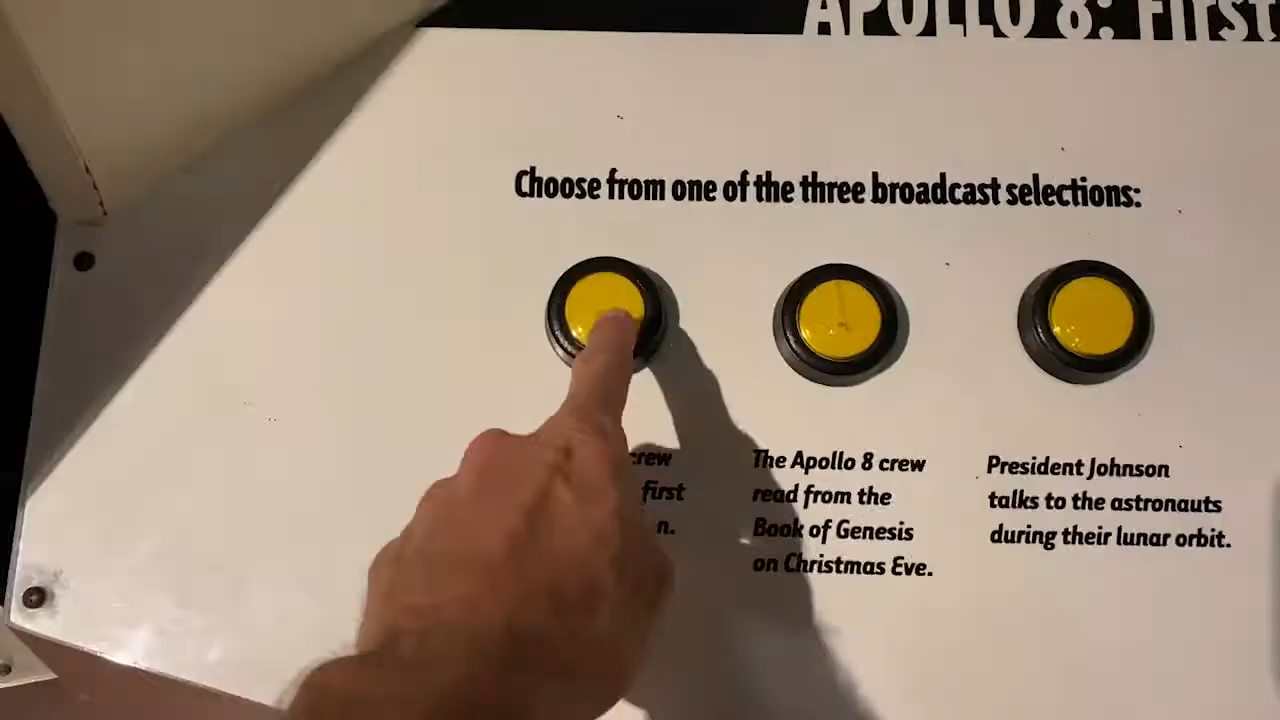 APOLLO 8: First
Choose from one of the three broadcast selections:
crew
first
n.
The Apollo 8 crew
read from the
Book of Genesis
on Christmas Eve.
President Johnson
talks to the astronauts
during their lunar orbit.